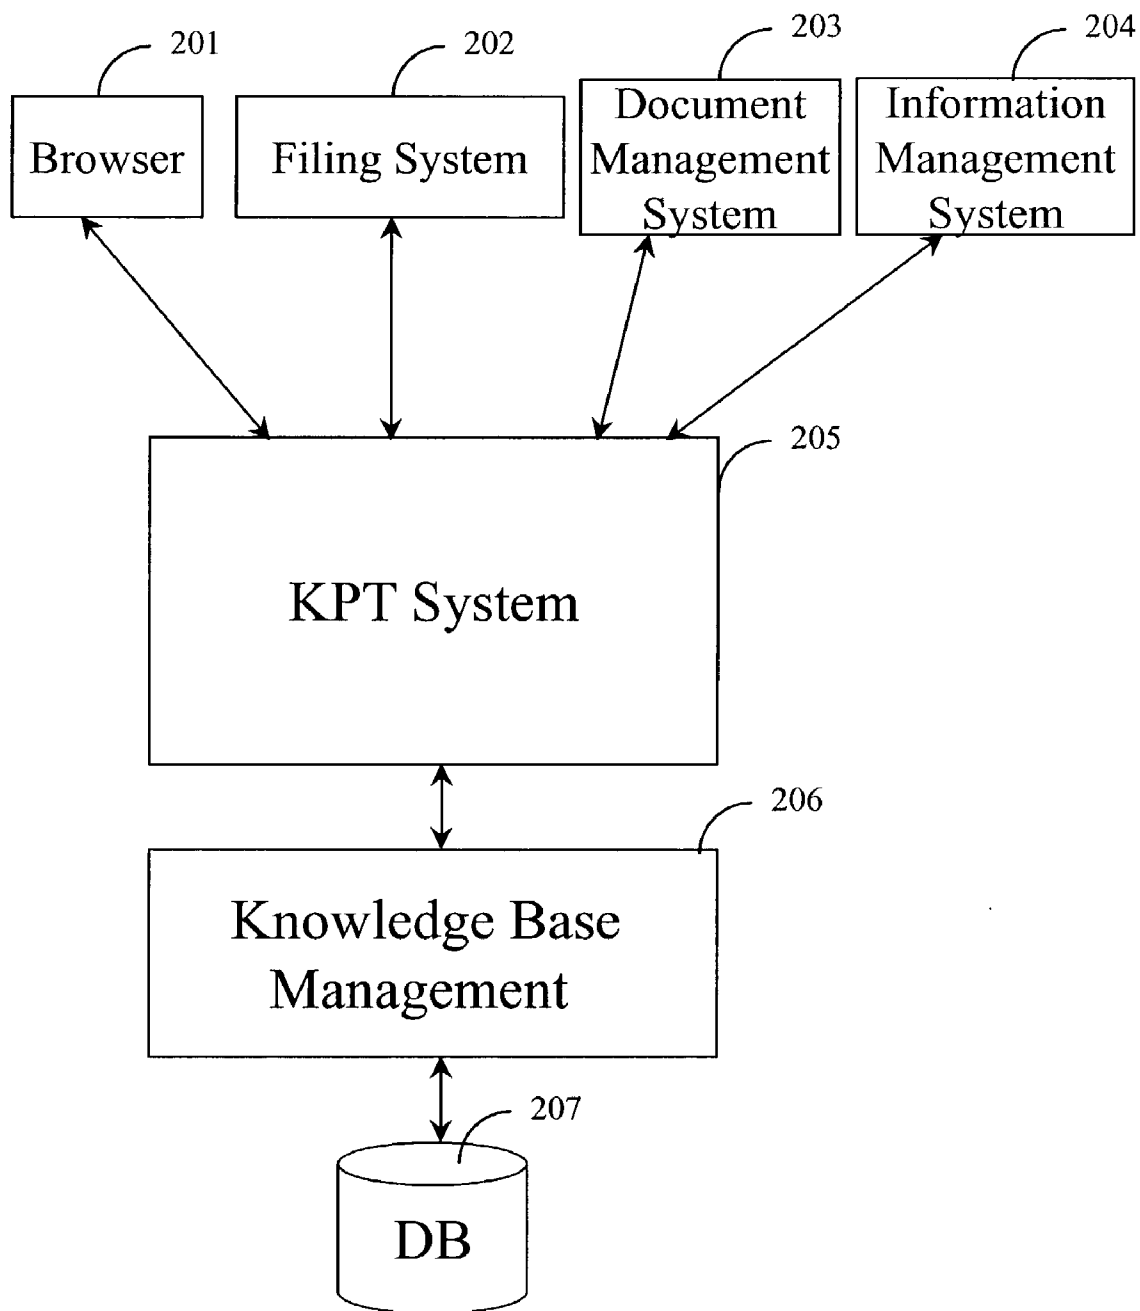 201
202
203
204
Browser
Filing System
Document
Management
System
Information
Management
System
205
KPT System
206
Knowledge Base
Management
207
DB